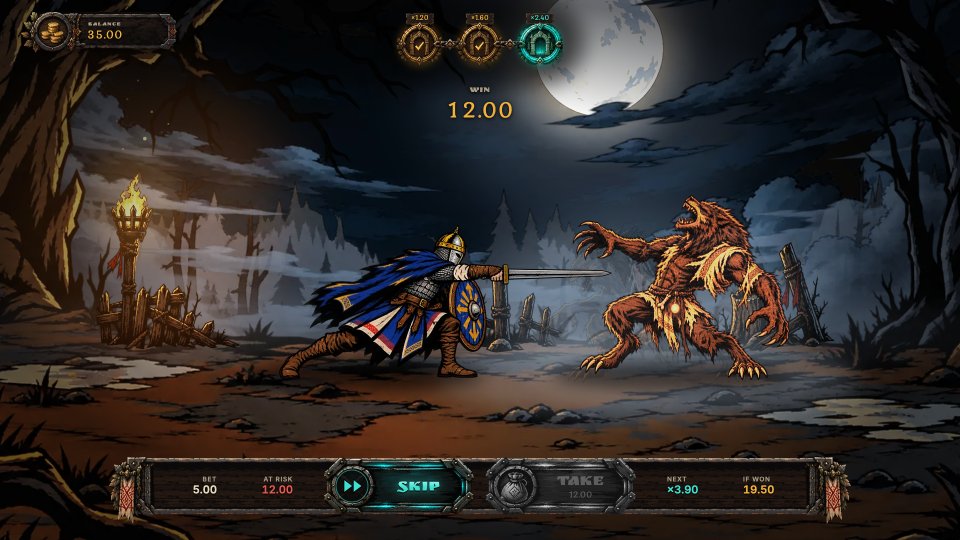 BALANCE
35.00
×1.20
×1.60
×2.40
WIN
12.00
BET
5.00
AT RISK
12.00
SKIP
TAKE
12.00
NEXT
×3.90
IF WON
19.50